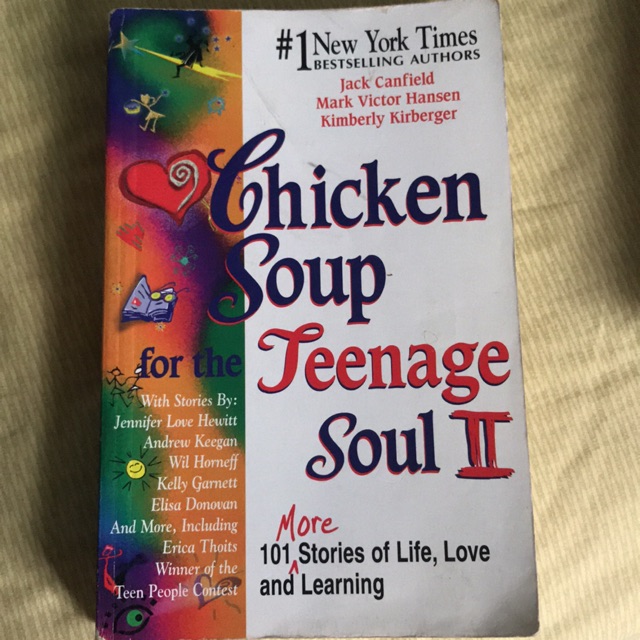 #1 New York Times
BESTSELLING AUTHORS
Jack Canfield
Mark Victor Hansen
Kimberly Kirberger
Chicken
Soup
for the Teenage
Soul II
With Stories By:
Jennifer Love Hewitt
Andrew Keegan
Wil Horneff
Kelly Garnett
Elisa Donovan
And More, Including
Erica Thoits
Winner of the
Teen People Contest
More
101 ^ Stories of Life, Love
and Learning